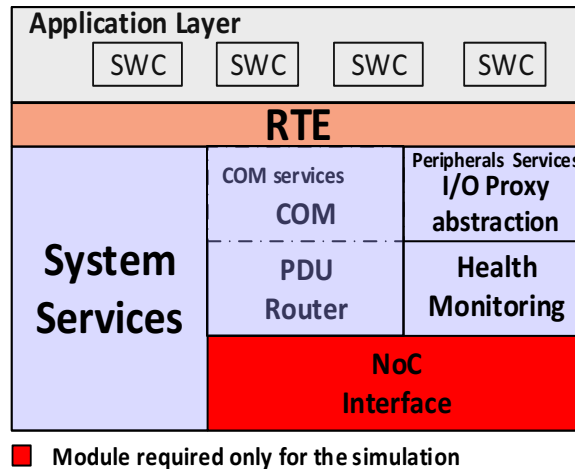 Application Layer
SWC SWC SWC SWC
RTE
System
Services
COM services
COM
PDU
Router
Peripherals Services
I/O Proxy
abstraction
Health
Monitoring
NoC
Interface
Module required only for the simulation